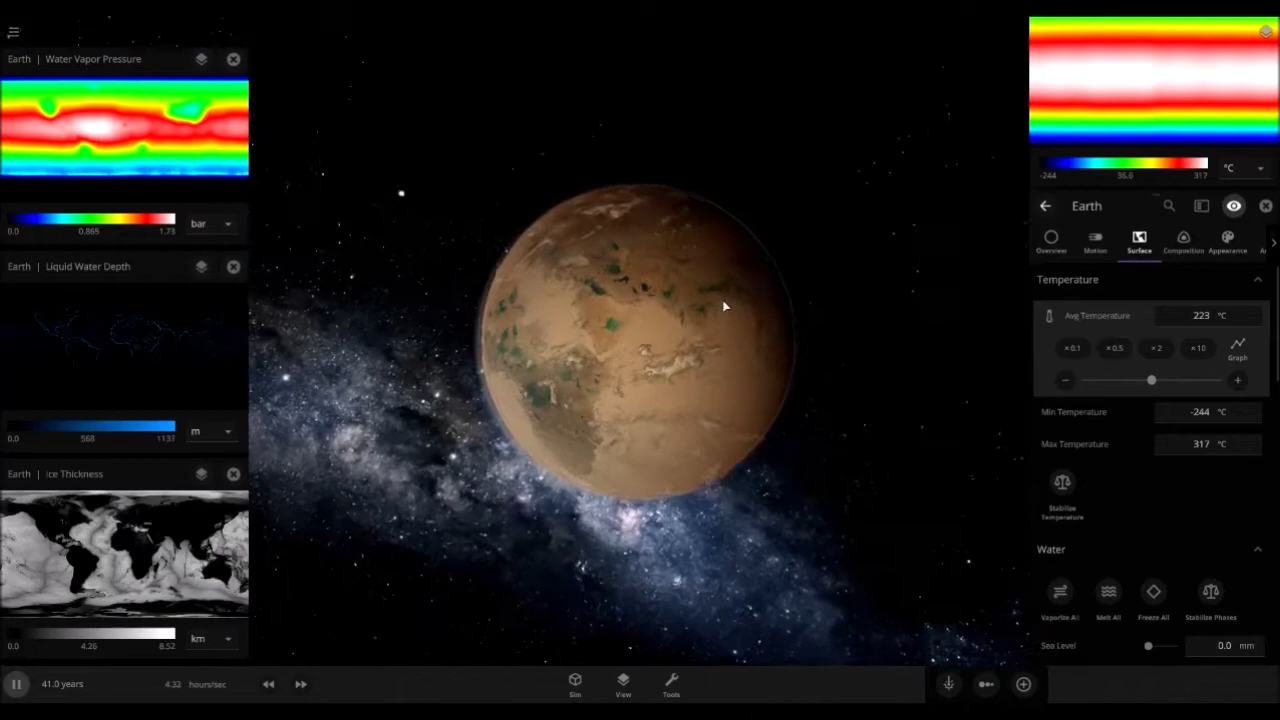 Earth | Water Vapor Pressure
0.0 0.865 1.73 bar
Earth | Liquid Water Depth
0.0 568 1137 m
Earth | Ice Thickness
0.0 4.26 8.52 km
41.0 years 4.32 hours/sec
Sim View Tools
-244 36.6 317 °C
Earth
Overview Motion Surface Composition Appearance
Temperature
Avg Temperature 223 °C
×0.1 ×0.5 ×2 ×10 Graph
Min Temperature -244 °C
Max Temperature 317 °C
Stabilize
Temperature
Water
Vaporize All Melt All Freeze All Stabilize Phases
Sea Level 0.0 mm